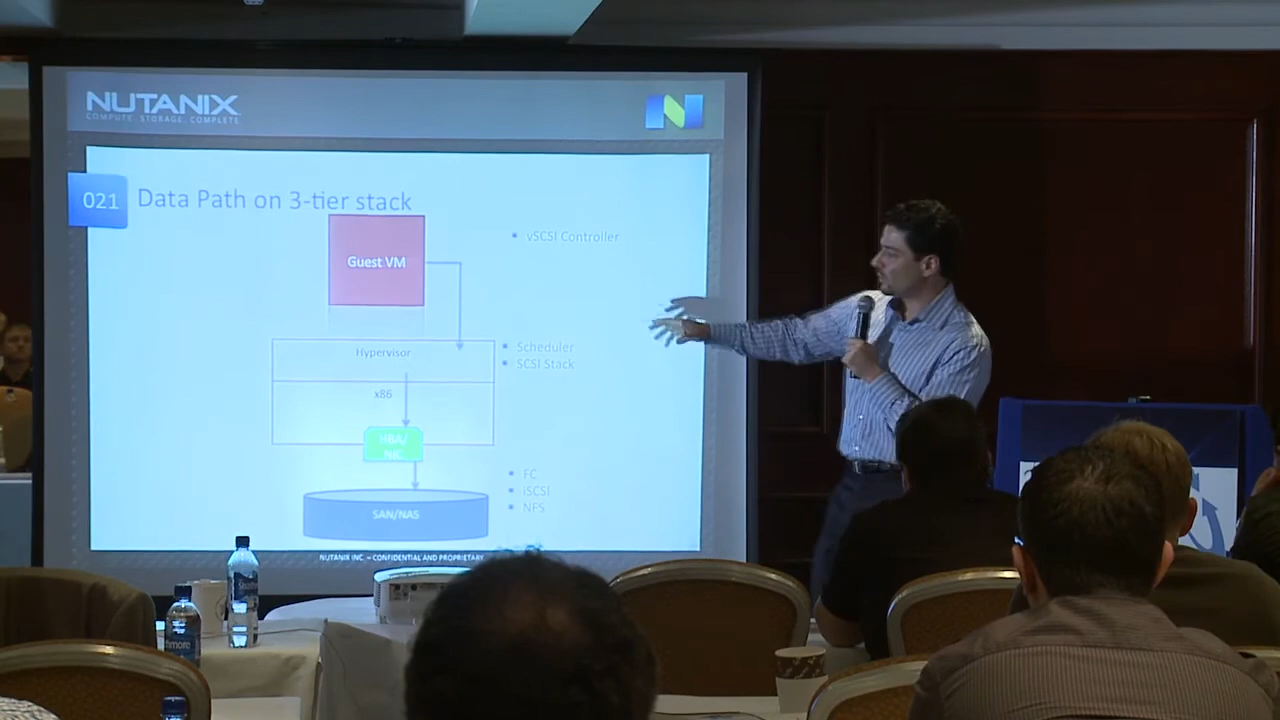 NUTANIX
COMPUTE. STORAGE. COMPLETE.
N
021
Data Path on 3-tier stack
Guest VM
vSCSI Controller
Hypervisor
Scheduler
SCSI Stack
x86
HBA/
NIC
FC
iSCSI
NFS
SAN/NAS
NUTANIX INC. – CONFIDENTIAL AND PROPRIETARY